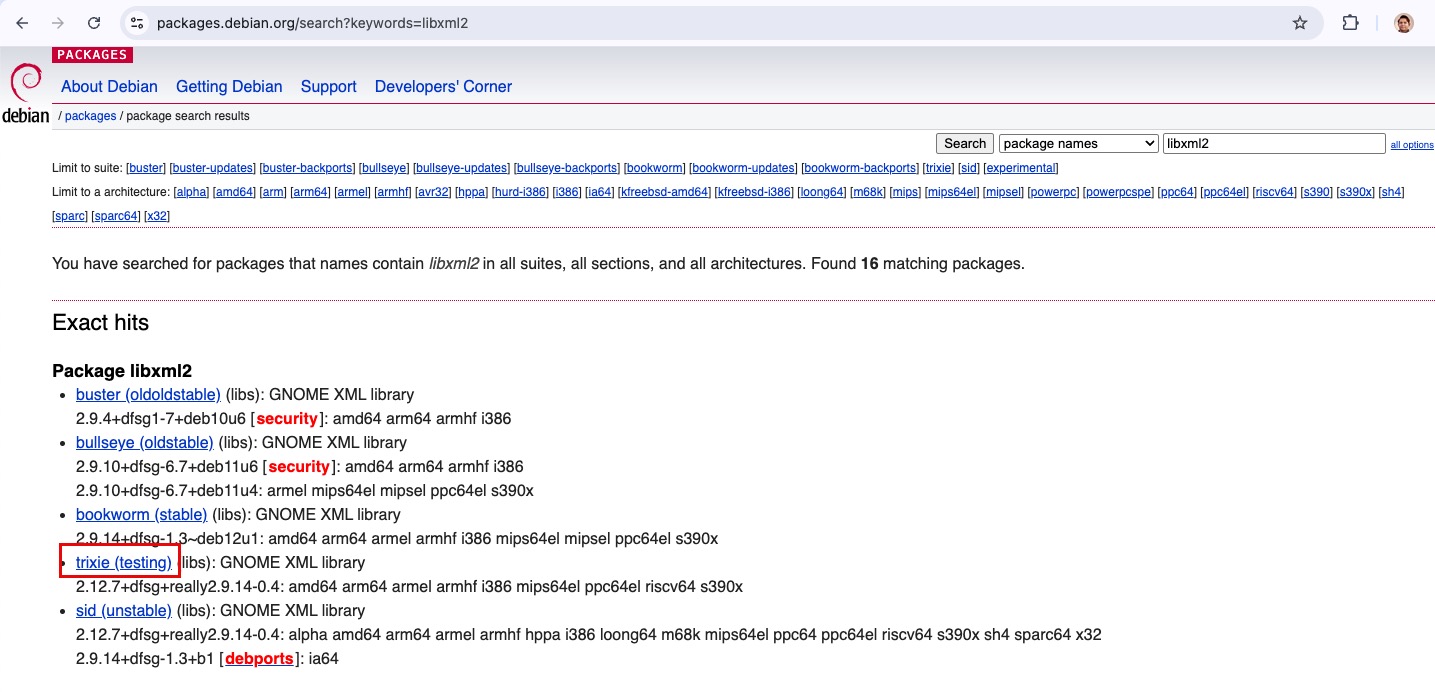 packages.debian.org/search?keywords=libxml2
PACKAGES
About Debian Getting Debian Support Developers' Corner
debian / packages / package search results
Search package names libxml2 all options
Limit to suite: [buster] [buster-updates] [buster-backports] [bullseye] [bullseye-updates] [bullseye-backports] [bookworm] [bookworm-updates] [bookworm-backports] [trixie] [sid] [experimental]
Limit to a architecture: [alpha] [amd64] [arm] [arm64] [armel] [armhf] [avr32] [hppa] [hurd-i386] [i386] [ia64] [kfreebsd-amd64] [kfreebsd-i386] [loong64] [m68k] [mips] [mips64el] [mipsel] [powerpc] [powerpcspe] [ppc64] [ppc64el] [riscv64] [s390] [s390x] [sh4]
[sparc] [sparc64] [x32]
You have searched for packages that names contain libxml2 in all suites, all sections, and all architectures. Found 16 matching packages.
Exact hits
Package libxml2
• buster (oldoldstable) (libs): GNOME XML library
2.9.4+dfsg1-7+deb10u6 [security]: amd64 arm64 armhf i386
• bullseye (oldstable) (libs): GNOME XML library
2.9.10+dfsg-6.7+deb11u6 [security]: amd64 arm64 armhf i386
2.9.10+dfsg-6.7+deb11u4: armel mips64el mipsel ppc64el s390x
• bookworm (stable) (libs): GNOME XML library
2.9.14+dfsg-1.3~deb12u1: amd64 arm64 armel armhf i386 mips64el mipsel ppc64el s390x
• trixie (testing) (libs): GNOME XML library
2.12.7+dfsg+really2.9.14-0.4: amd64 arm64 armel armhf i386 mips64el ppc64el riscv64 s390x
• sid (unstable) (libs): GNOME XML library
2.12.7+dfsg+really2.9.14-0.4: alpha amd64 arm64 armel armhf hppa i386 loong64 m68k mips64el ppc64 ppc64el riscv64 s390x sh4 sparc64 x32
2.9.14+dfsg-1.3+b1 [debports]: ia64